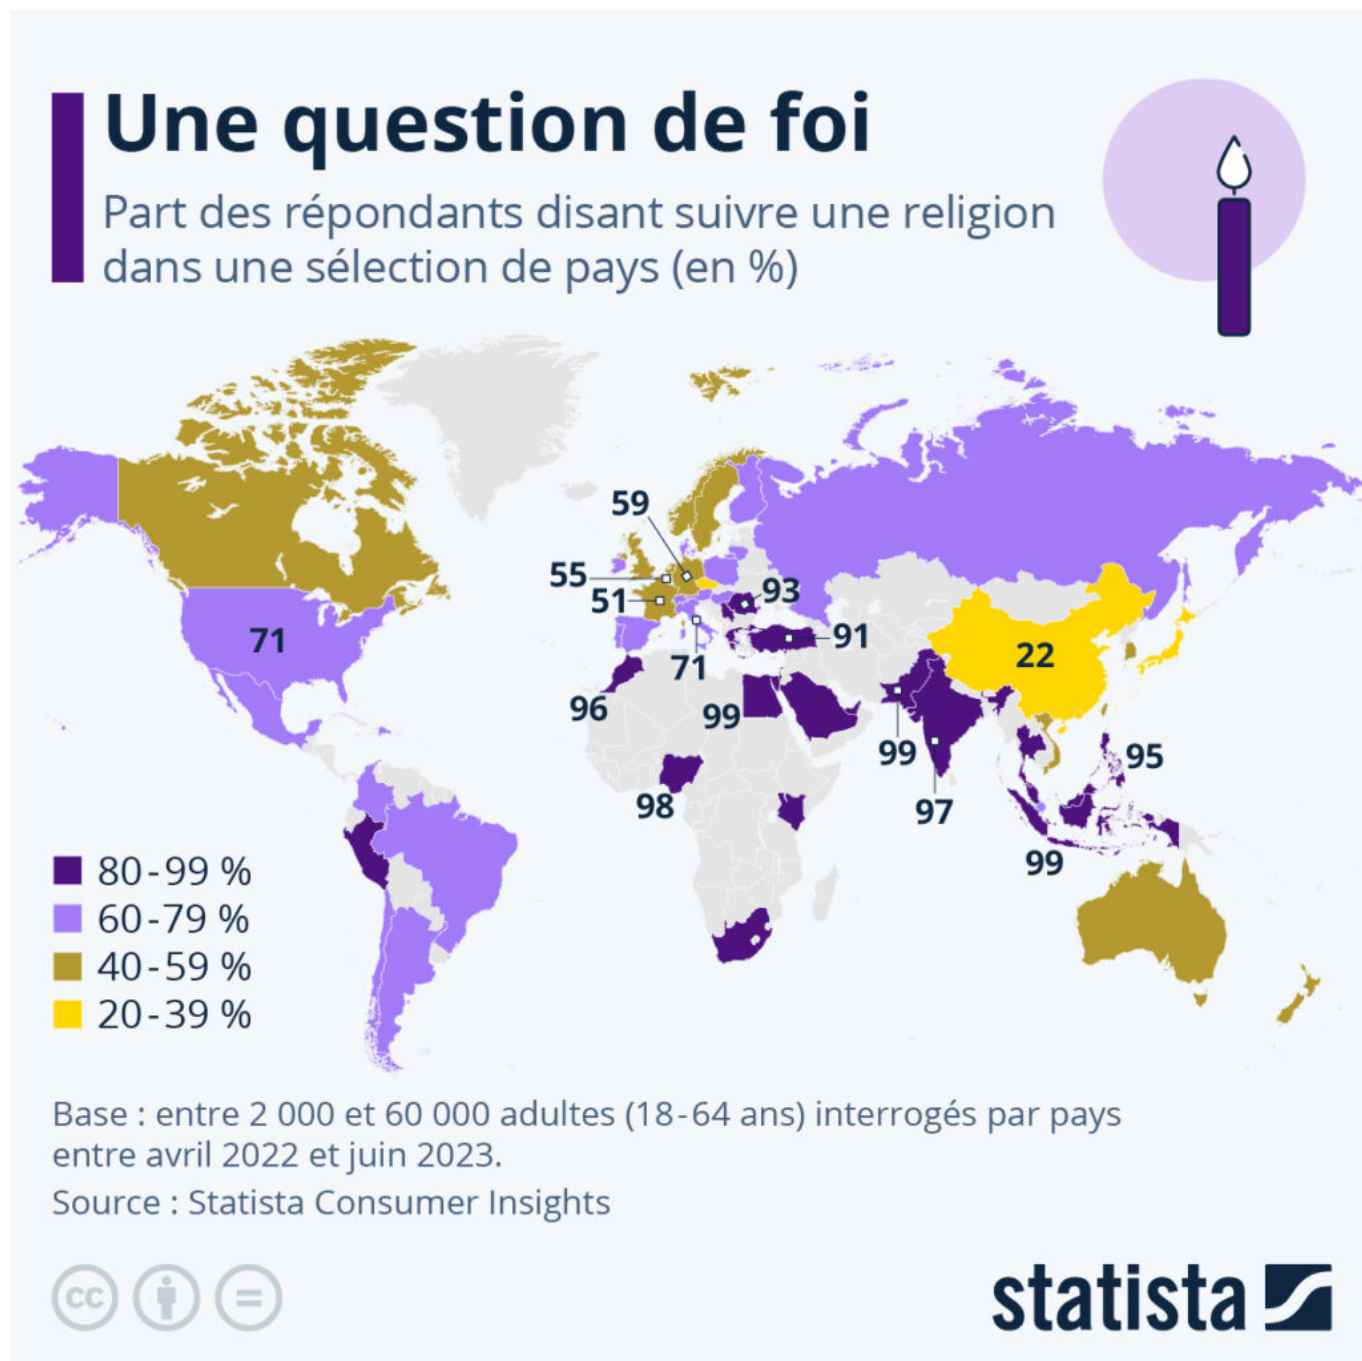 Une question de foi
Part des répondants disant suivre une religion
dans une sélection de pays (en %)
59
55
51
93
91
71
71
22
96
99
99
95
98
97
99
80-99 %
60-79 %
40-59 %
20-39 %
Base : entre 2 000 et 60 000 adultes (18-64 ans) interrogés par pays
entre avril 2022 et juin 2023.
Source : Statista Consumer Insights
cc
statista